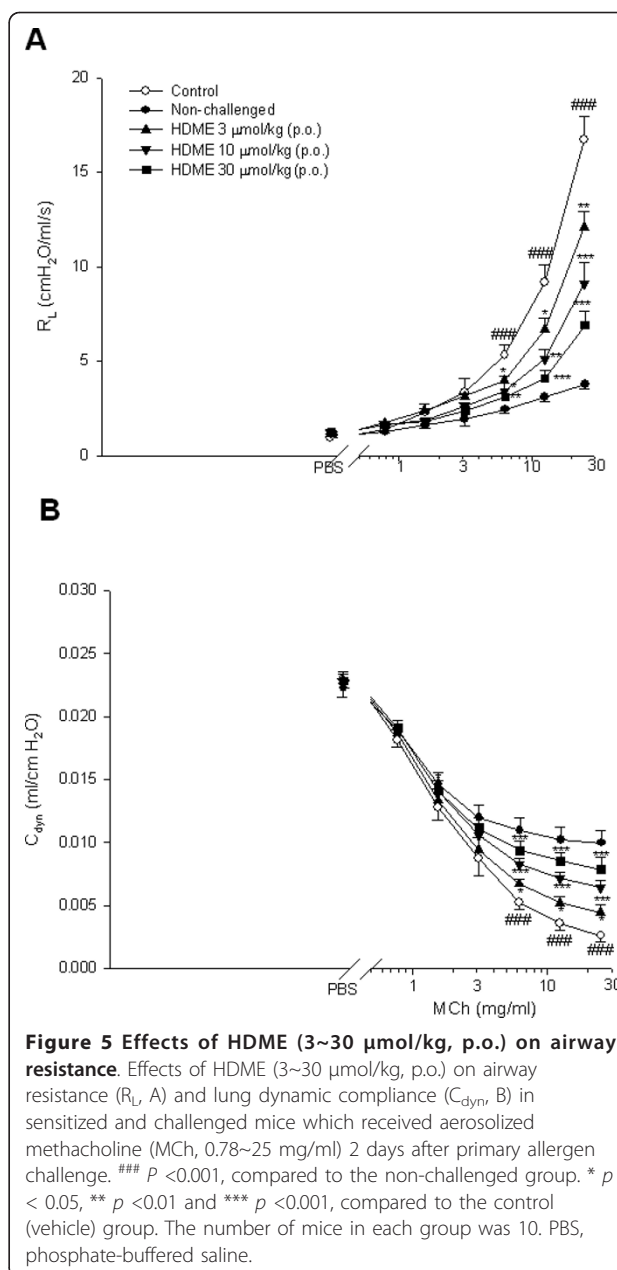 A
20
15
10
5
0
R_L (cmH₂O/ml/s)
Control
Non-challenged
HDME 3 μmol/kg (p.o.)
HDME 10 μmol/kg (p.o.)
HDME 30 μmol/kg (p.o.)
###
**
***
***
###
*
**
***
###
*
*
**
PBS
1
3
10
30
B
0.030
0.025
0.020
0.015
0.010
0.005
0.000
C_dyn (ml/cm H₂O)
***
***
*
###
***
***
*
###
***
***
*
###
PBS
1
3
10
30
MCh (mg/ml)
Figure 5 Effects of HDME (3~30 μmol/kg, p.o.) on airway
resistance. Effects of HDME (3~30 μmol/kg, p.o.) on airway
resistance (R_L, A) and lung dynamic compliance (C_dyn, B) in
sensitized and challenged mice which received aerosolized
methacholine (MCh, 0.78~25 mg/ml) 2 days after primary allergen
challenge. ### P <0.001, compared to the non-challenged group. * p
< 0.05, ** p <0.01 and *** p <0.001, compared to the control
(vehicle) group. The number of mice in each group was 10. PBS,
phosphate-buffered saline.